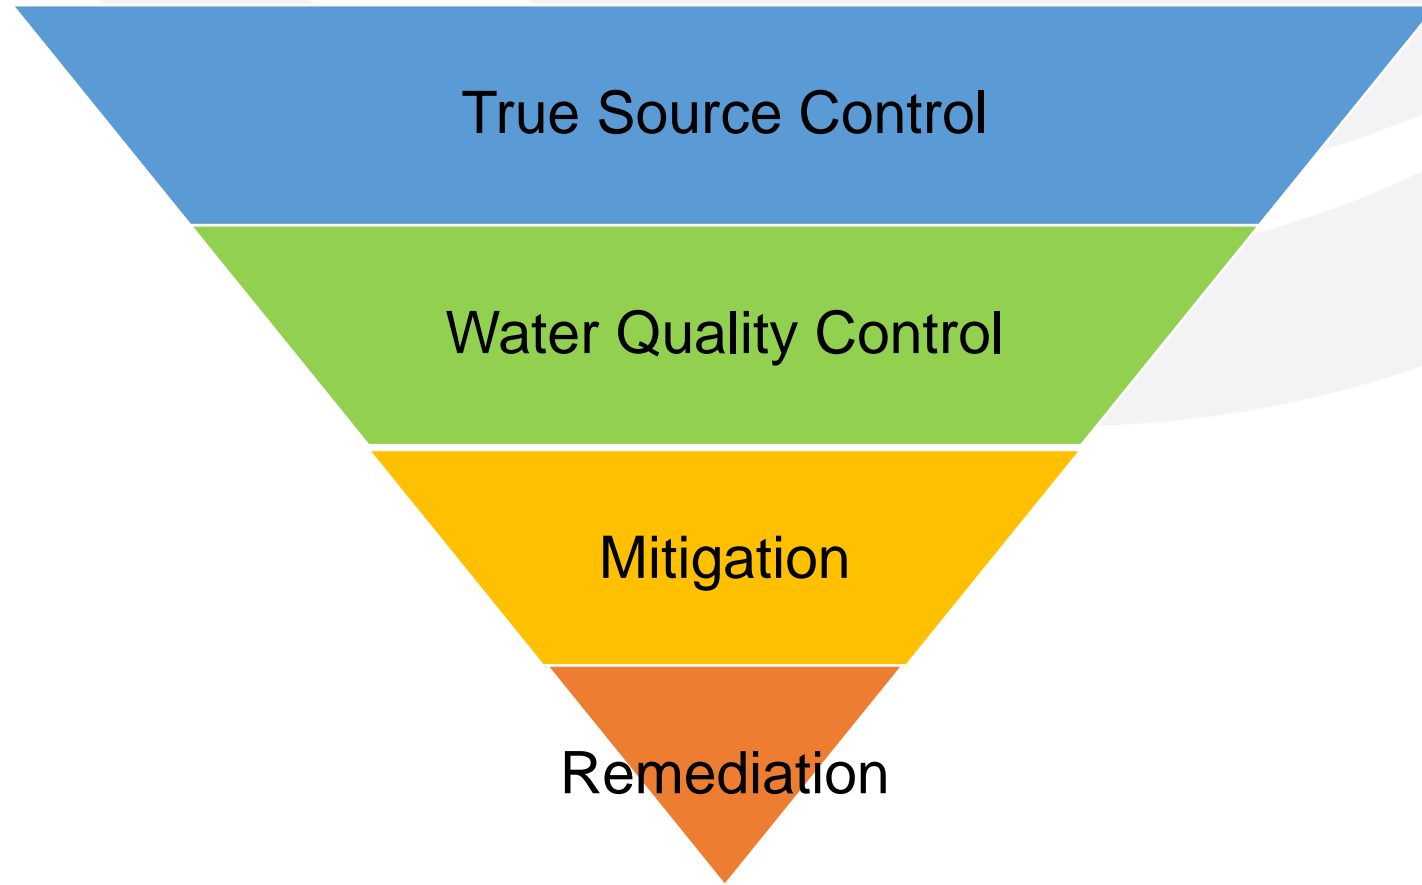 True Source Control
Water Quality Control
Mitigation
Remediation